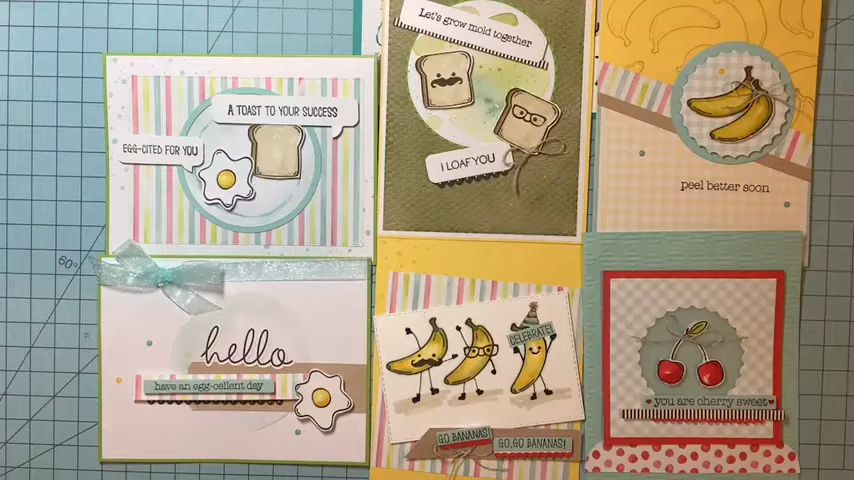 A TOAST TO YOUR SUCCESS
EGG-CITED FOR YOU
Let's grow mold together
I LOAF YOU
peel better soon
60°
hello
have an egg-cellent day
CELEBRATE!
GO BANANAS
GO, GO BANANAS!
you are cherry sweet